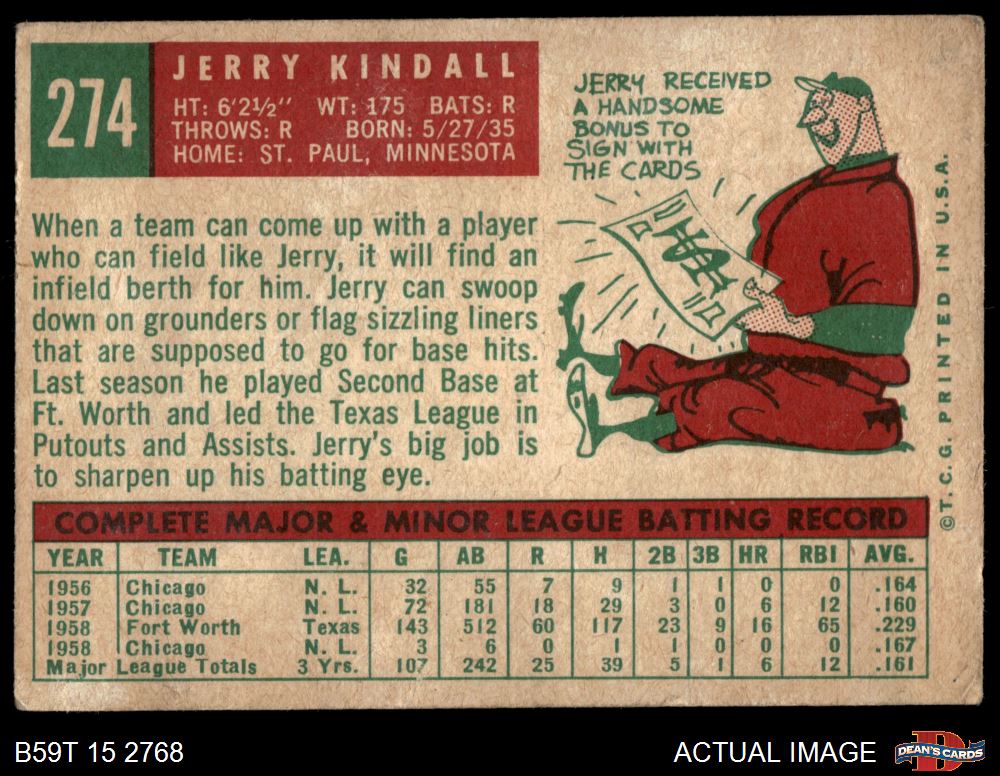 274
JERRY KINDALL
HT: 6'2½" WT: 175 BATS: R
THROWS: R BORN: 5/27/35
HOME: ST. PAUL, MINNESOTA
JERRY RECEIVED
A HANDSOME
BONUS TO
SIGN WITH
THE CARDS
$
When a team can come up with a player
who can field like Jerry, it will find an
infield berth for him. Jerry can swoop
down on grounders or flag sizzling liners
that are supposed to go for base hits.
Last season he played Second Base at
Ft. Worth and led the Texas League in
Putouts and Assists. Jerry's big job is
to sharpen up his batting eye.
©T. C. G. PRINTED IN U.S.A.
COMPLETE MAJOR & MINOR LEAGUE BATTING RECORD
YEAR TEAM LEA. G AB R H 2B 3B HR RBI AVG.
1956 Chicago N. L. 32 55 7 9 1 1 0 0 .164
1957 Chicago N. L. 72 181 18 29 3 0 6 12 .160
1958 Fort Worth Texas 143 512 60 117 23 9 16 65 .229
1958 Chicago N. L. 3 6 0 1 1 0 0 0 .167
Major League Totals 3 Yrs. 107 242 25 39 5 1 6 12 .161
B59T 15 2768
ACTUAL IMAGE
DEAN'S CARDS